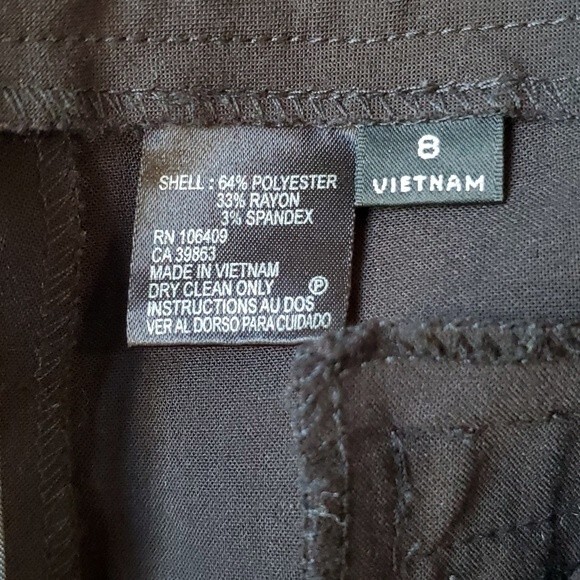 SHELL : 64% POLYESTER
33% RAYON
3% SPANDEX
RN 106409
CA 39863
MADE IN VIETNAM
DRY CLEAN ONLY P
INSTRUCTIONS AU DOS
VER AL DORSO PARA CUIDADO
8
VIETNAM